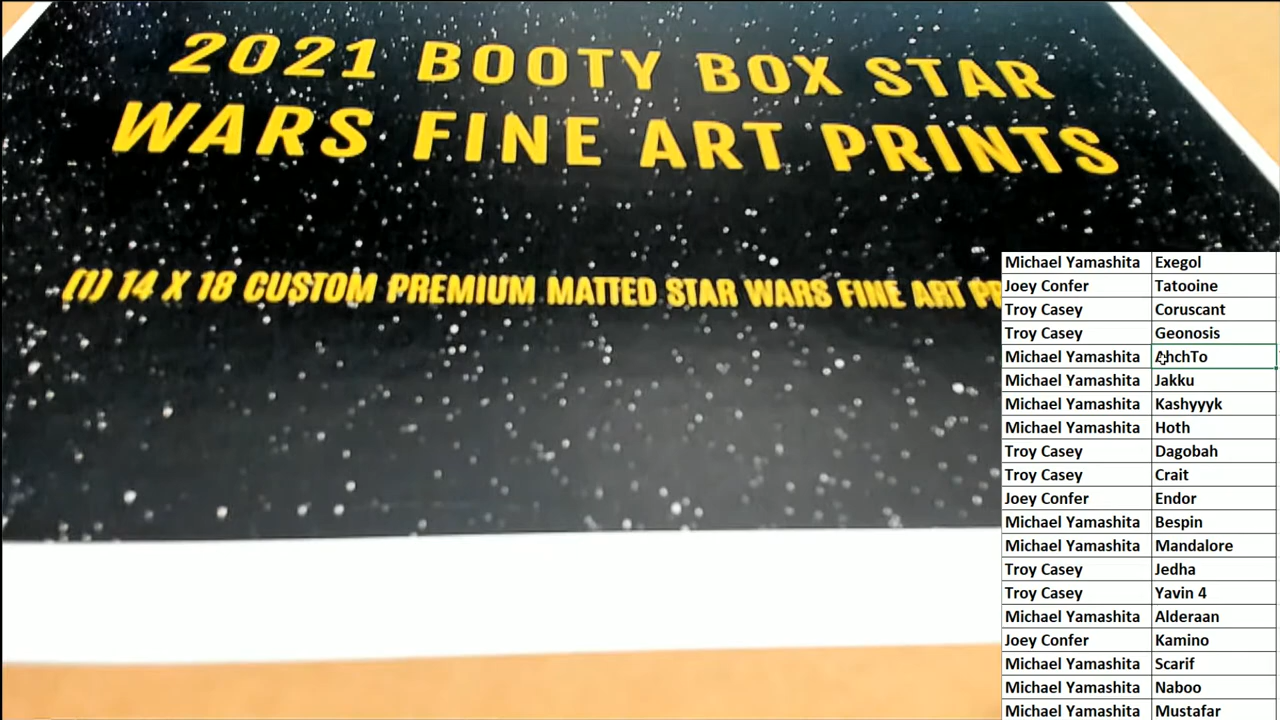 2021 BOOTY BOX STAR
WARS FINE ART PRINTS
(1) 14 X 18 CUSTOM PREMIUM MATTED STAR WARS FINE ART
Michael Yamashita Exegol
Joey Confer Tatooine
Troy Casey Coruscant
Troy Casey Geonosis
Michael Yamashita AhchTo
Michael Yamashita Jakku
Michael Yamashita Kashyyyk
Michael Yamashita Hoth
Troy Casey Dagobah
Troy Casey Crait
Joey Confer Endor
Michael Yamashita Bespin
Michael Yamashita Mandalore
Troy Casey Jedha
Troy Casey Yavin 4
Michael Yamashita Alderaan
Joey Confer Kamino
Michael Yamashita Scarif
Michael Yamashita Naboo
Michael Yamashita Mustafar